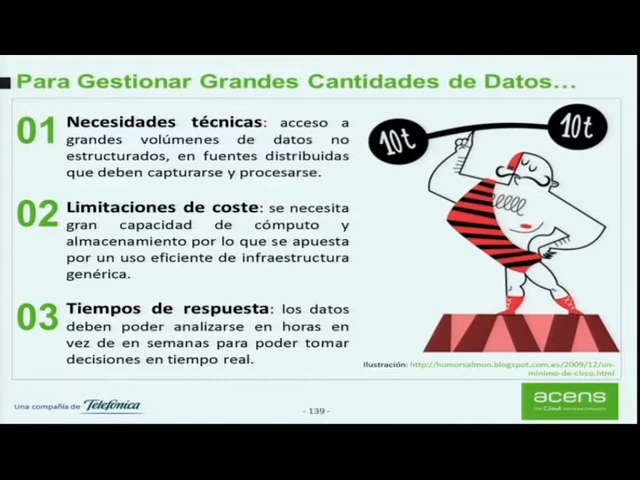 Para Gestionar Grandes Cantidades de Datos...
01
Necesidades técnicas: acceso a
grandes volúmenes de datos no
estructurados, en fuentes distribuidas
que deben capturarse y procesarse.
02
Limitaciones de coste: se necesita
gran capacidad de cómputo y
almacenamiento por lo que se apuesta
por un uso eficiente de infraestructura
genérica.
03
Tiempos de respuesta: los datos
deben poder analizarse en horas en
vez de en semanas para poder tomar
decisiones en tiempo real.
10t
10t
Ilustración: http://humorsalmon.blogspot.com.es/2009/12/un-
minimo-de-circo.html
Una compañía de Telefónica
- 139 -
acens
the Cloud services company